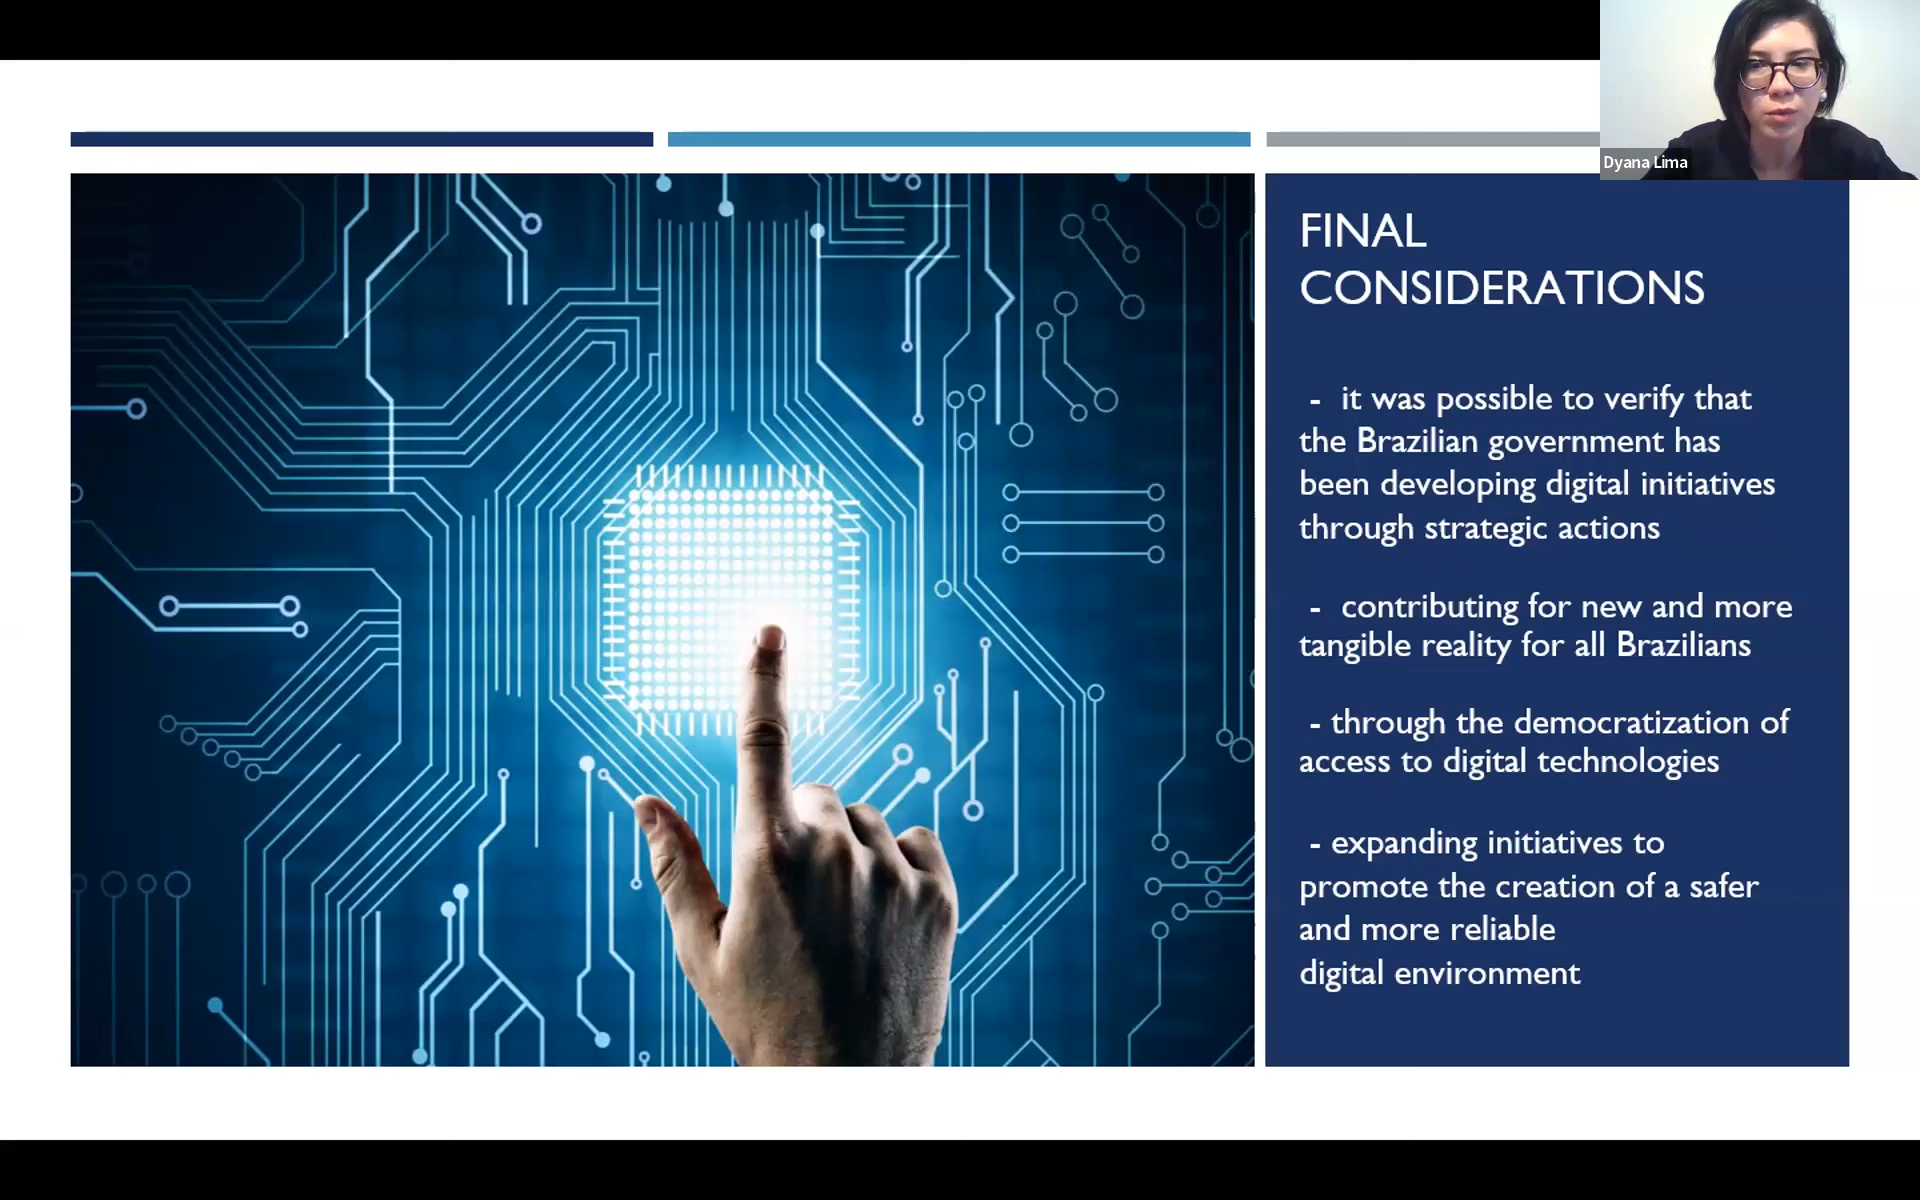 Dyana Lima
FINAL
CONSIDERATIONS
- it was possible to verify that
the Brazilian government has
been developing digital initiatives
through strategic actions
- contributing for new and more
tangible reality for all Brazilians
- through the democratization of
access to digital technologies
- expanding initiatives to
promote the creation of a safer
and more reliable
digital environment